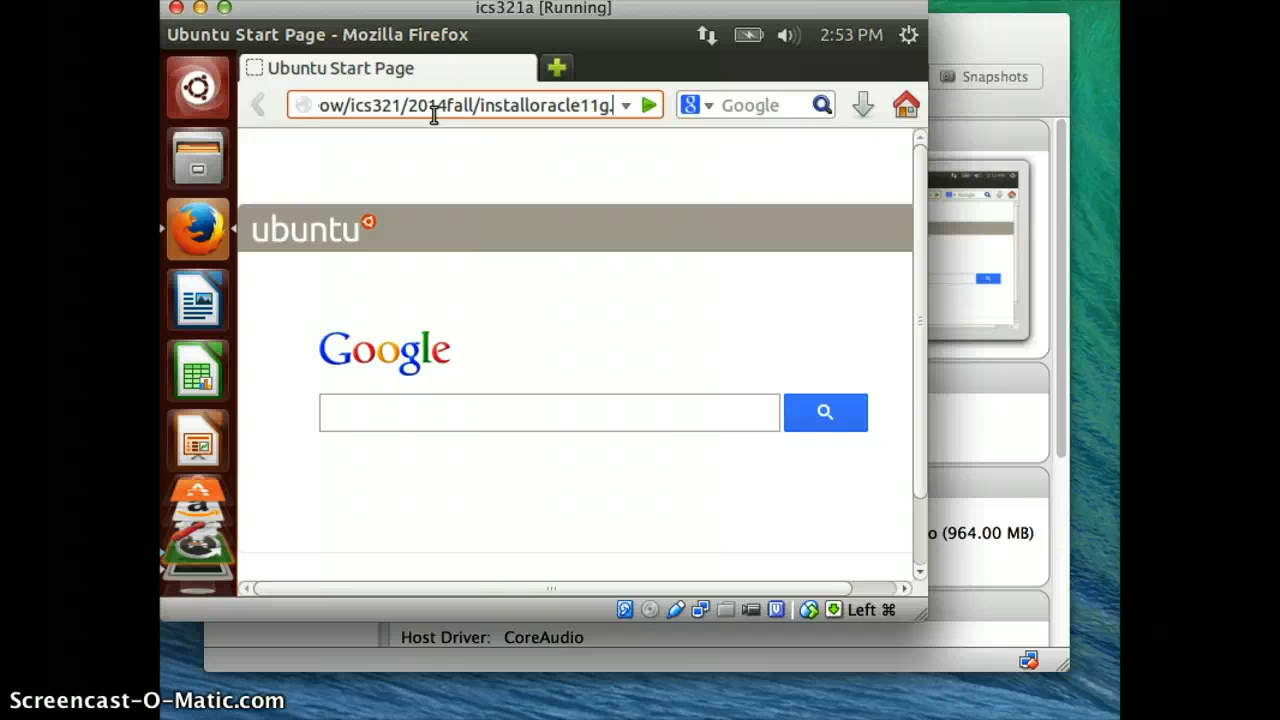 ics321a [Running]
Ubuntu Start Page - Mozilla Firefox
2:53 PM
Ubuntu Start Page
ow/ics321/2014fall/installoracle11g.
8
Google
Snapshots
ubuntu
Google
o (964.00 MB)
Left ⌘
Host Driver: CoreAudio
Screencast-O-Matic.com